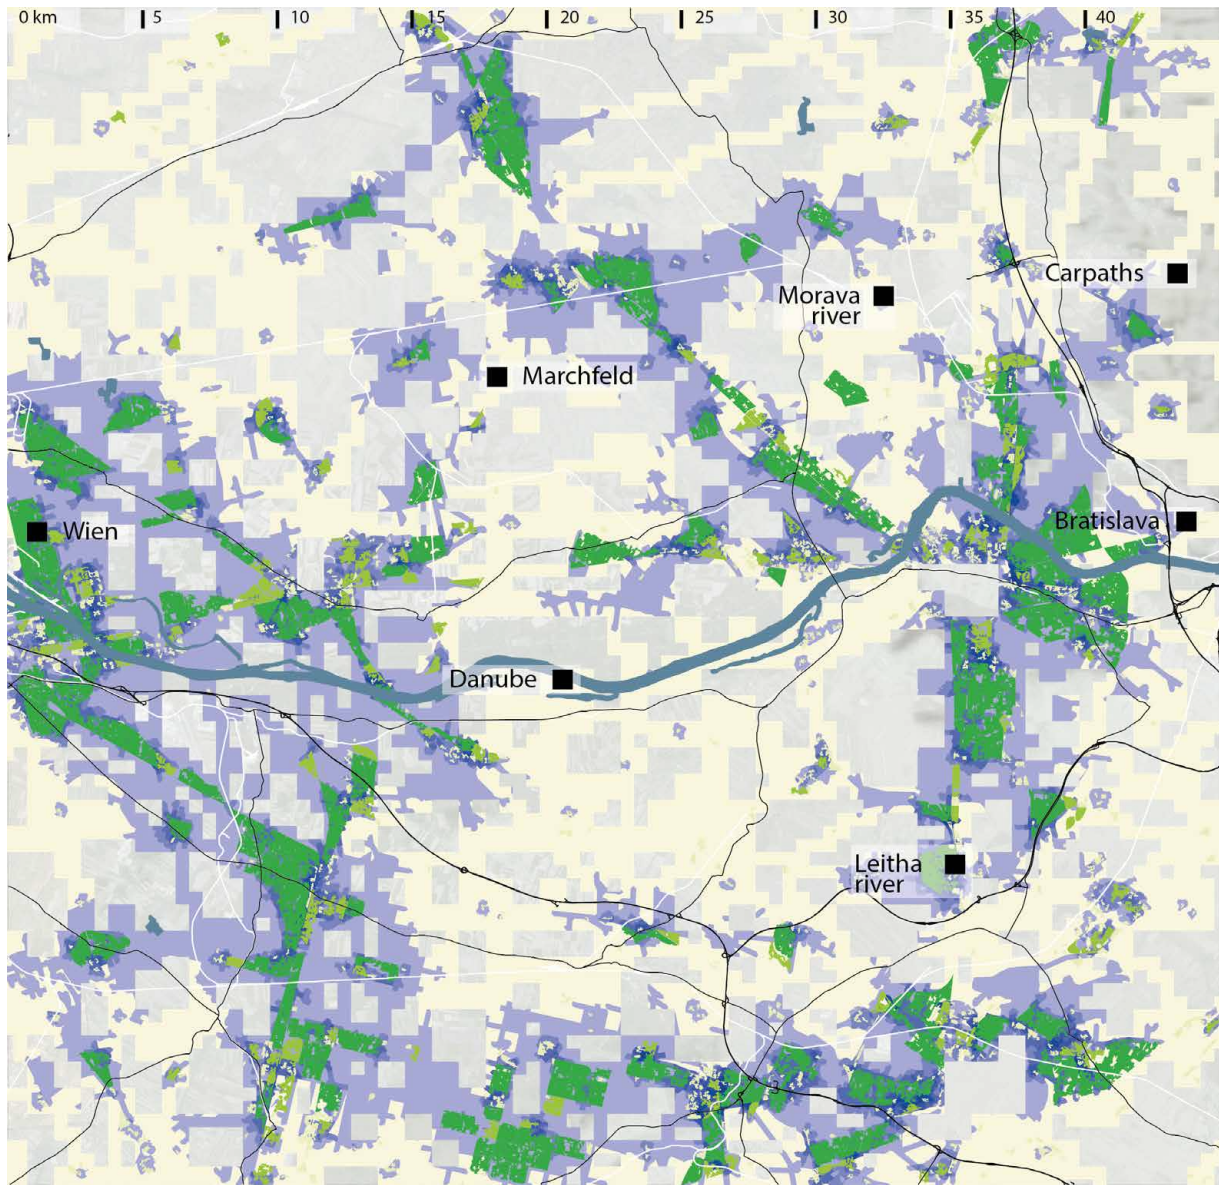 0 km 5 10 15 20 25 30 35 40
Carpaths
Morava
river
Marchfeld
Bratislava
Wien
Danube
Leitha
river